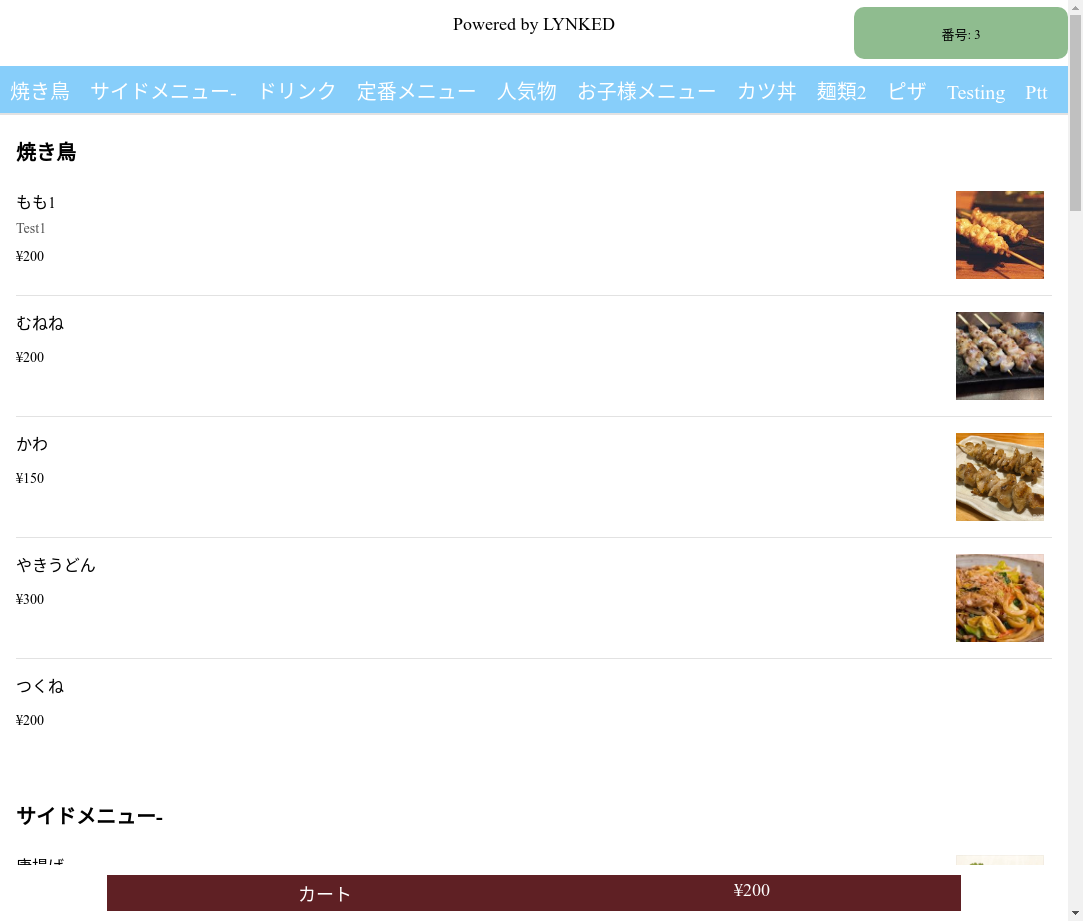 Powered by LYNKED
番号: 3
焼き鳥 サイドメニュー- ドリンク 定番メニュー 人気物 お子様メニュー カツ丼 麺類2 ピザ Testing Ptt
焼き鳥
もも1
Test1
¥200
むねね
¥200
かわ
¥150
やきうどん
¥300
つくね
¥200
サイドメニュー-
唐揚げ
カート ¥200